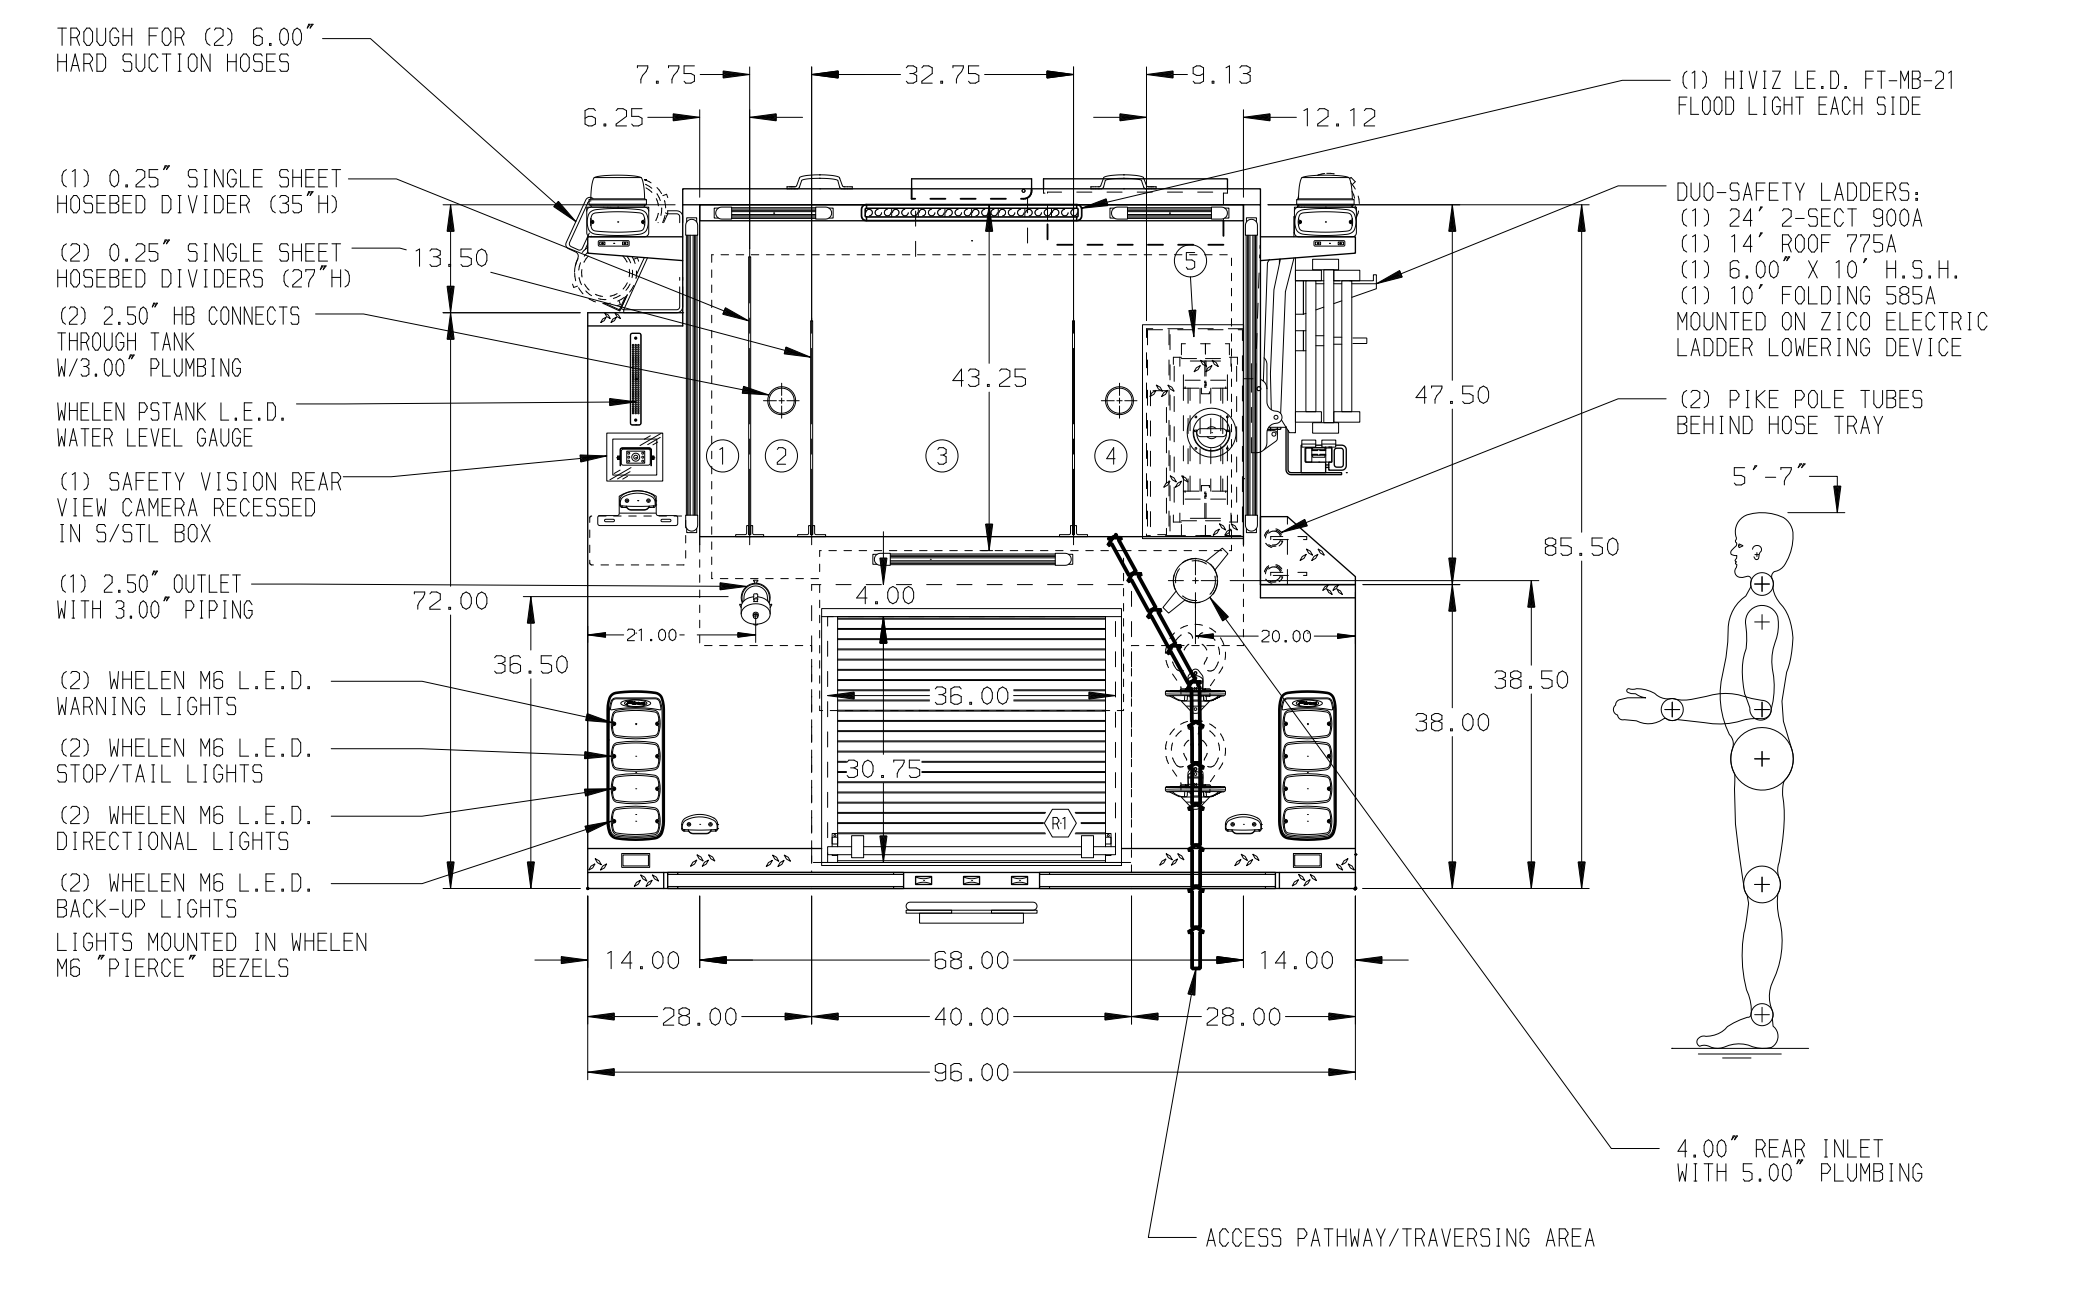 TROUGH FOR (2) 6.00"
HARD SUCTION HOSES
(1) 0.25" SINGLE SHEET
HOSEBED DIVIDER (35"H)
(2) 0.25" SINGLE SHEET
HOSEBED DIVIDERS (27"H)
(2) 2.50" HB CONNECTS
THROUGH TANK
W/3.00" PLUMBING
WHELEN PSTANK L.E.D.
WATER LEVEL GAUGE
(1) SAFETY VISION REAR
VIEW CAMERA RECESSED
IN S/STL BOX
(1) 2.50" OUTLET
WITH 3.00" PIPING
(2) WHELEN M6 L.E.D.
WARNING LIGHTS
(2) WHELEN M6 L.E.D.
STOP/TAIL LIGHTS
(2) WHELEN M6 L.E.D.
DIRECTIONAL LIGHTS
(2) WHELEN M6 L.E.D.
BACK-UP LIGHTS
LIGHTS MOUNTED IN WHELEN
M6 "PIERCE" BEZELS
7.75
32.75
9.13
6.25
12.12
13.50
5
43.25
47.50
1
2
3
4
85.50
72.00
4.00
21.00
20.00
36.50
38.50
36.00
38.00
30.75
R-1
14.00
68.00
14.00
28.00
40.00
28.00
96.00
(1) HIVIZ LE.D. FT-MB-21
FLOOD LIGHT EACH SIDE
DUO-SAFETY LADDERS:
(1) 24' 2-SECT 900A
(1) 14' ROOF 775A
(1) 6.00" X 10' H.S.H.
(1) 10' FOLDING 585A
MOUNTED ON ZICO ELECTRIC
LADDER LOWERING DEVICE
(2) PIKE POLE TUBES
BEHIND HOSE TRAY
5'-7"
4.00" REAR INLET
WITH 5.00" PLUMBING
ACCESS PATHWAY/TRAVERSING AREA